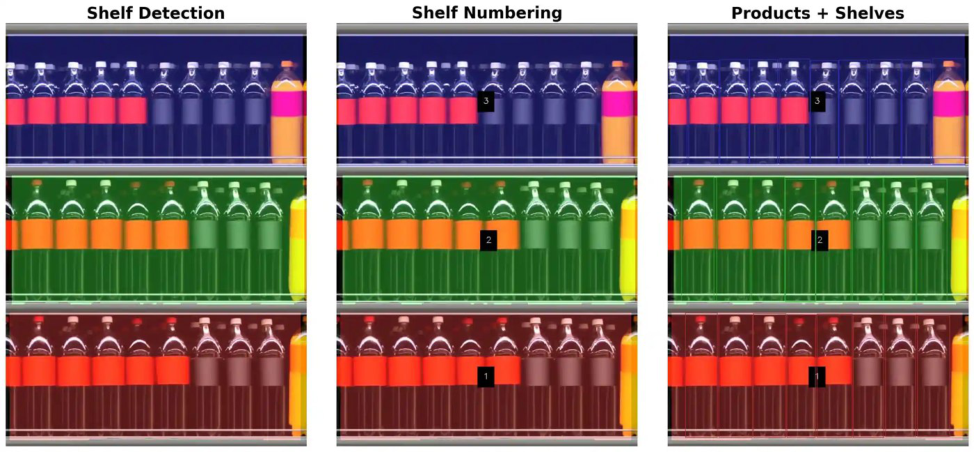 Shelf Detection
Shelf Numbering
Products + Shelves
3
2
1
3
2
1